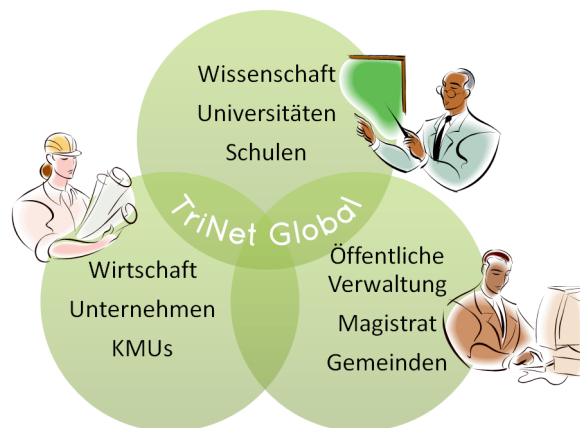 Wissenschaft
Universitäten
Schulen
TriNet Global
Wirtschaft
Unternehmen
KMUs
Öffentliche
Verwaltung
Magistrat
Gemeinden